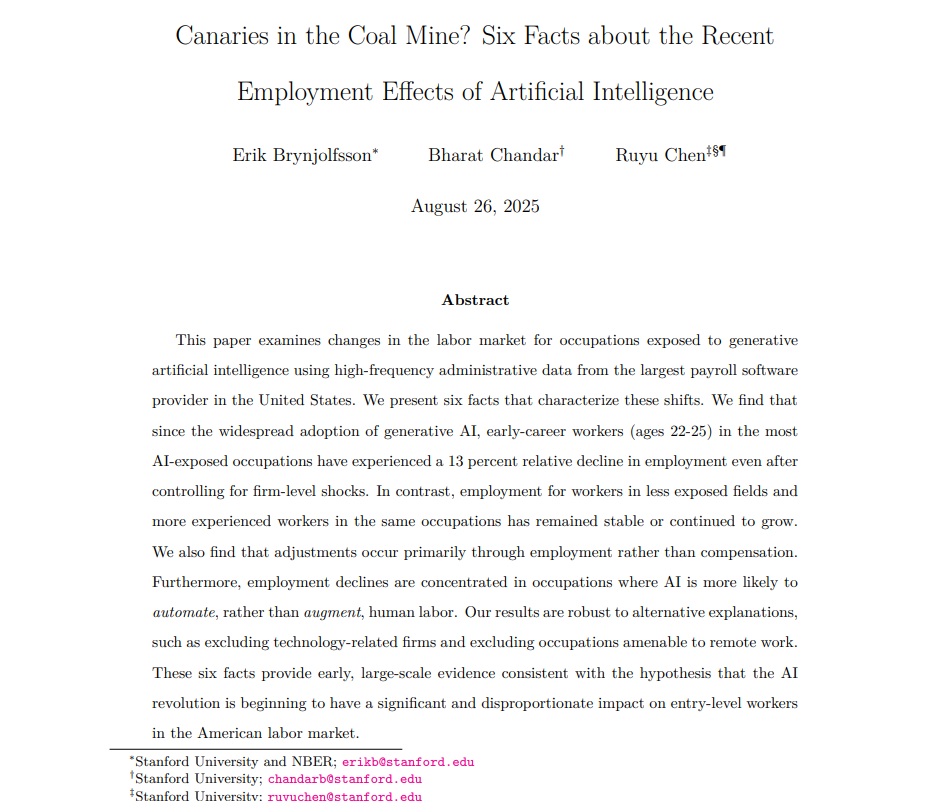 Canaries in the Coal Mine? Six Facts about the Recent
Employment Effects of Artificial Intelligence
Erik Brynjolfsson* Bharat Chandar† Ruyu Chen‡§¶
August 26, 2025
Abstract
This paper examines changes in the labor market for occupations exposed to generative
artificial intelligence using high-frequency administrative data from the largest payroll software
provider in the United States. We present six facts that characterize these shifts. We find that
since the widespread adoption of generative AI, early-career workers (ages 22-25) in the most
AI-exposed occupations have experienced a 13 percent relative decline in employment even after
controlling for firm-level shocks. In contrast, employment for workers in less exposed fields and
more experienced workers in the same occupations has remained stable or continued to grow.
We also find that adjustments occur primarily through employment rather than compensation.
Furthermore, employment declines are concentrated in occupations where AI is more likely to
automate, rather than augment, human labor. Our results are robust to alternative explanations,
such as excluding technology-related firms and excluding occupations amenable to remote work.
These six facts provide early, large-scale evidence consistent with the hypothesis that the AI
revolution is beginning to have a significant and disproportionate impact on entry-level workers
in the American labor market.
*Stanford University and NBER; erikb@stanford.edu
†Stanford University; chandarb@stanford.edu
‡Stanford University; ruyuchen@stanford.edu